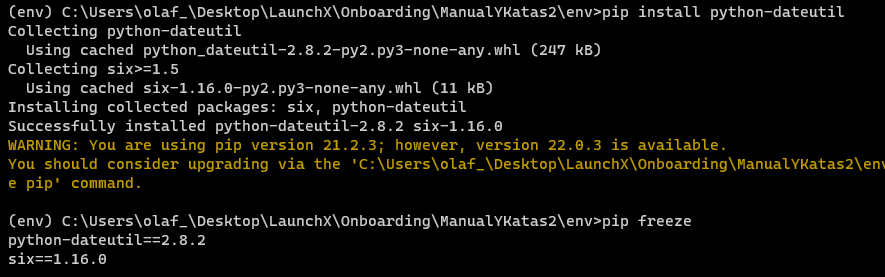 (env) C:\Users\olaf_\Desktop\LaunchX\Onboarding\ManualYKatas2\env>pip install python-dateutil
Collecting python-dateutil
  Using cached python_dateutil-2.8.2-py2.py3-none-any.whl (247 kB)
Collecting six>=1.5
  Using cached six-1.16.0-py2.py3-none-any.whl (11 kB)
Installing collected packages: six, python-dateutil
Successfully installed python-dateutil-2.8.2 six-1.16.0
WARNING: You are using pip version 21.2.3; however, version 22.0.3 is available.
You should consider upgrading via the 'C:\Users\olaf_\Desktop\LaunchX\Onboarding\ManualYKatas2\env
e pip' command.
(env) C:\Users\olaf_\Desktop\LaunchX\Onboarding\ManualYKatas2\env>pip freeze
python-dateutil==2.8.2
six==1.16.0